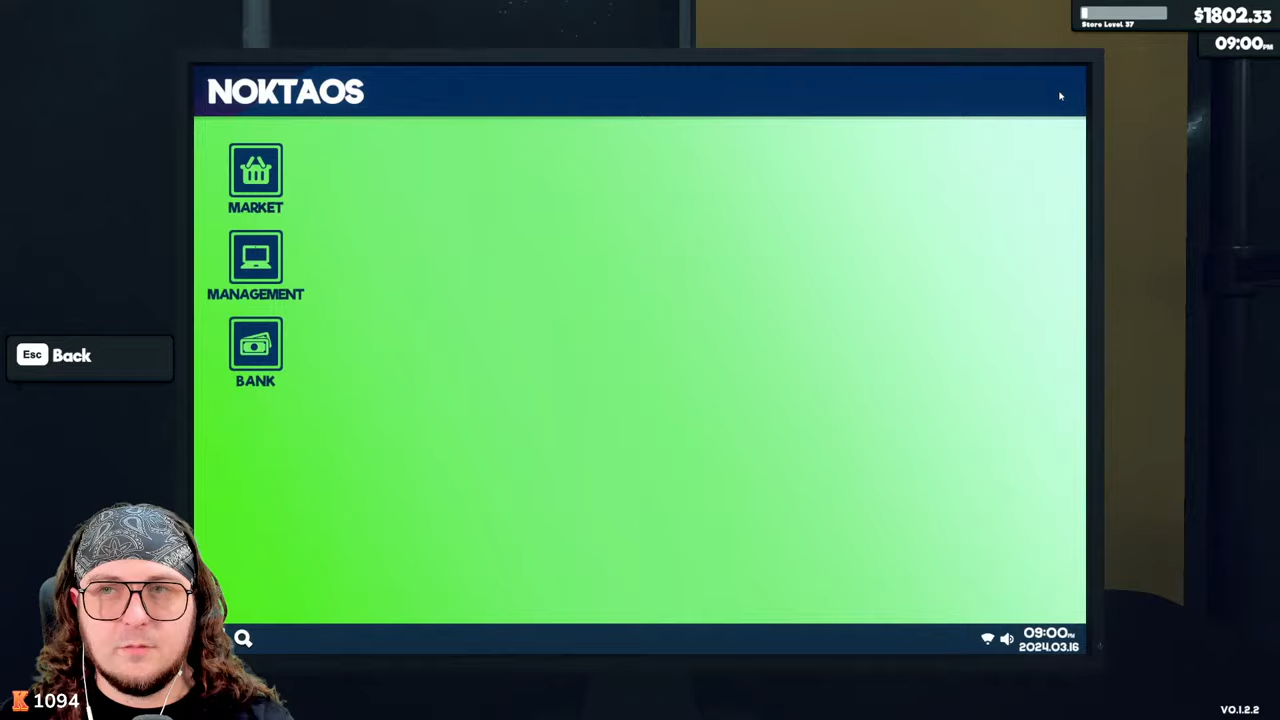 $1802.33
Store Level 37
09:00PM
NOKTAOS
MARKET
MANAGEMENT
BANK
Esc Back
09:00PM
2024.03.16
K 1094
V0.1.2.2